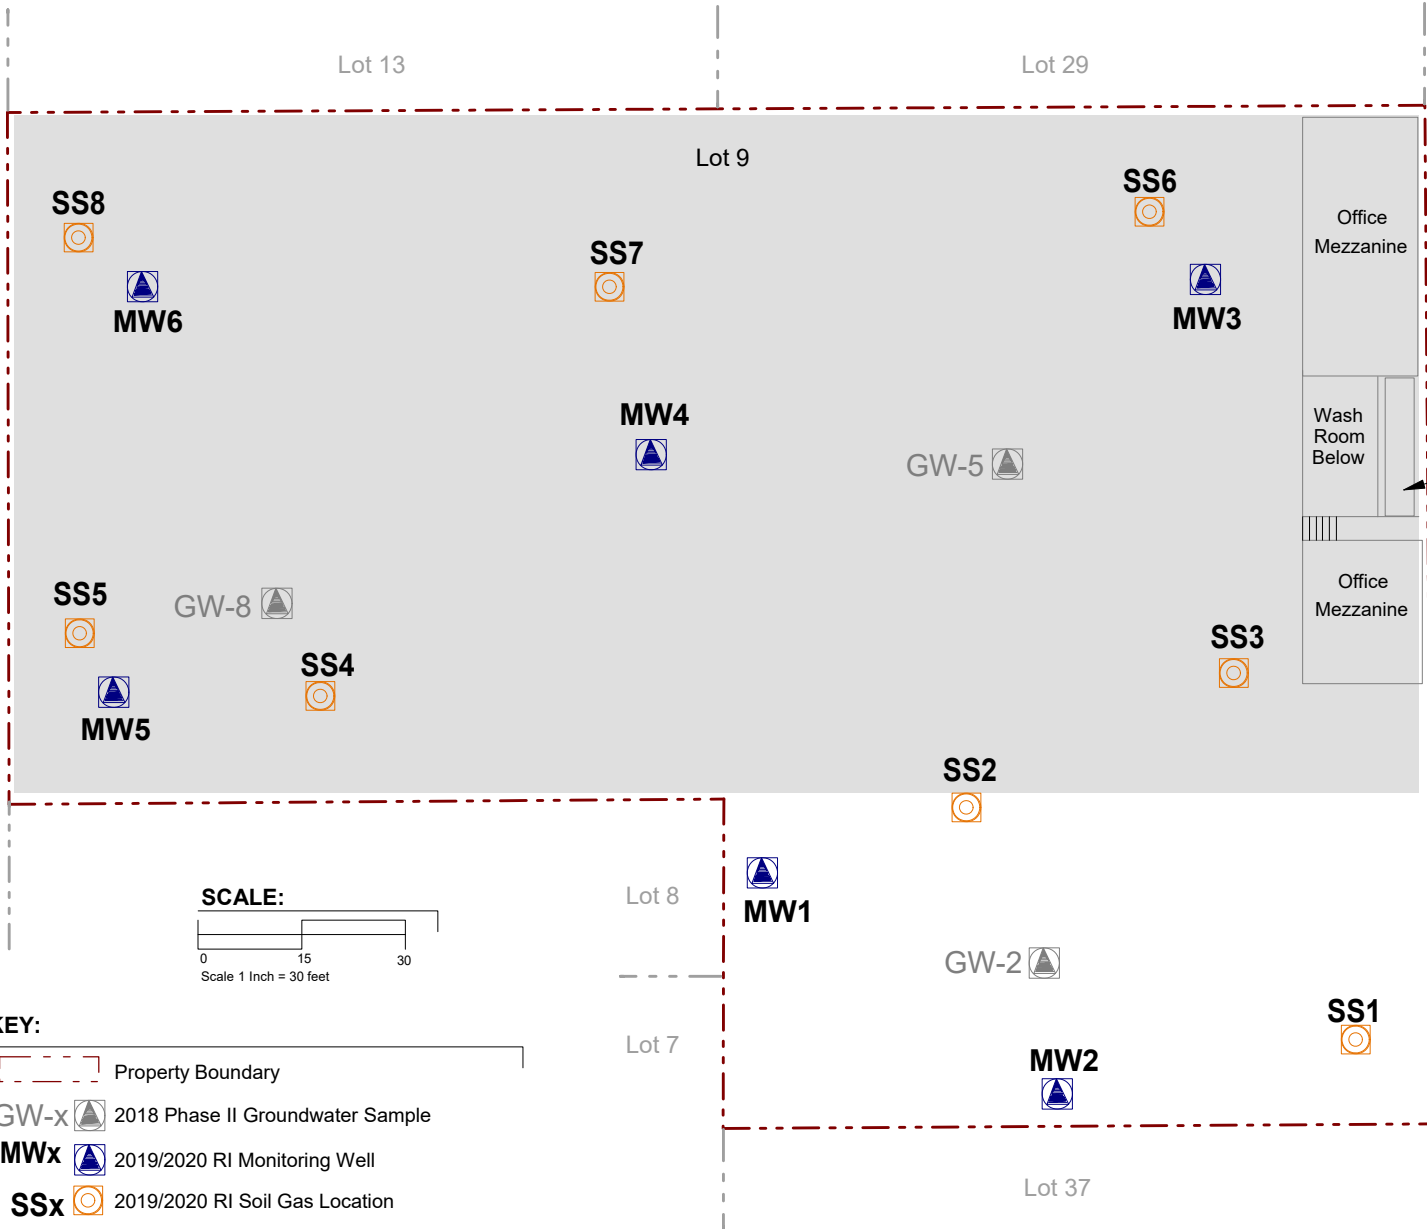 Lot 13
Lot 29
Lot 9
SS8
MW6
SS7
SS6
MW3
Office
Mezzanine
MW4
GW-5
Wash
Room
Below
SS5
GW-8
SS4
MW5
SS3
Office
Mezzanine
SS2
MW1
Lot 8
GW-2
Lot 7
SS1
MW2
Lot 37
SCALE:
0 15 30
Scale 1 Inch = 30 feet
KEY:
Property Boundary
GW-x 2018 Phase II Groundwater Sample
MWx 2019/2020 RI Monitoring Well
SSx 2019/2020 RI Soil Gas Location